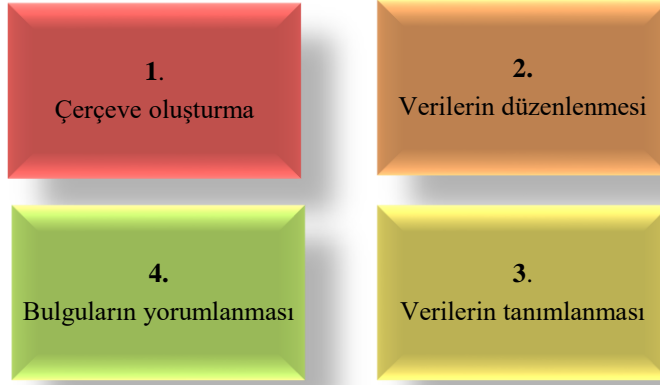 1.
Çerçeve oluşturma
2.
Verilerin düzenlenmesi
4.
Bulguların yorumlanması
3.
Verilerin tanımlanması